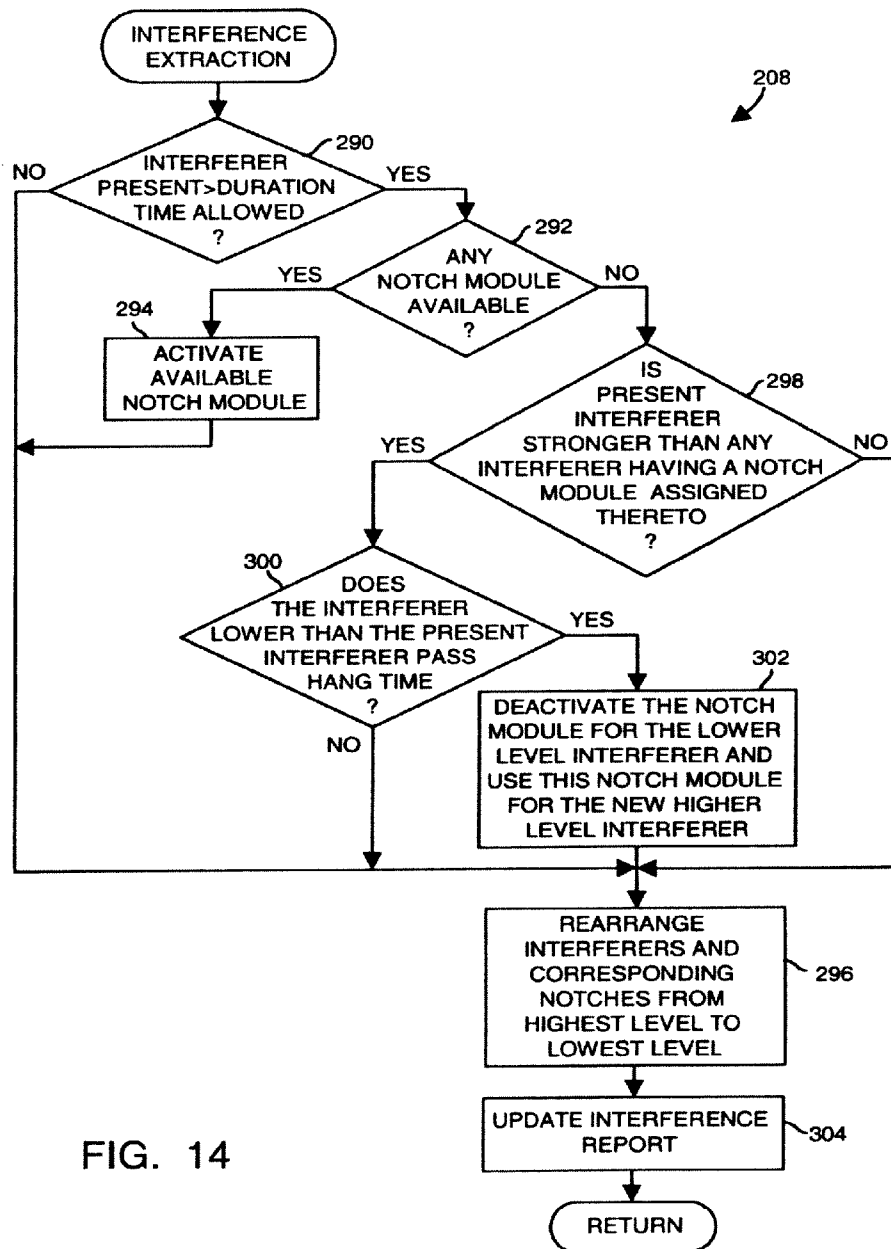 INTERFERENCE
EXTRACTION
208
290
NO
INTERFERER
PRESENT>DURATION
TIME ALLOWED
?
YES
292
YES
ANY
NOTCH MODULE
AVAILABLE
?
NO
294
ACTIVATE
AVAILABLE
NOTCH MODULE
298
IS
PRESENT
INTERFERER
STRONGER THAN ANY
INTERFERER HAVING A NOTCH
MODULE ASSIGNED
THERETO
?
YES
NO
300
DOES
THE INTERFERER
LOWER THAN THE PRESENT
INTERFERER PASS
HANG TIME
?
YES
NO
302
DEACTIVATE THE NOTCH
MODULE FOR THE LOWER
LEVEL INTERFERER AND
USE THIS NOTCH MODULE
FOR THE NEW HIGHER
LEVEL INTERFERER
REARRANGE
INTERFERERS AND
CORRESPONDING
NOTCHES FROM
HIGHEST LEVEL TO
LOWEST LEVEL
296
UPDATE INTERFERENCE
REPORT
304
RETURN
FIG. 14